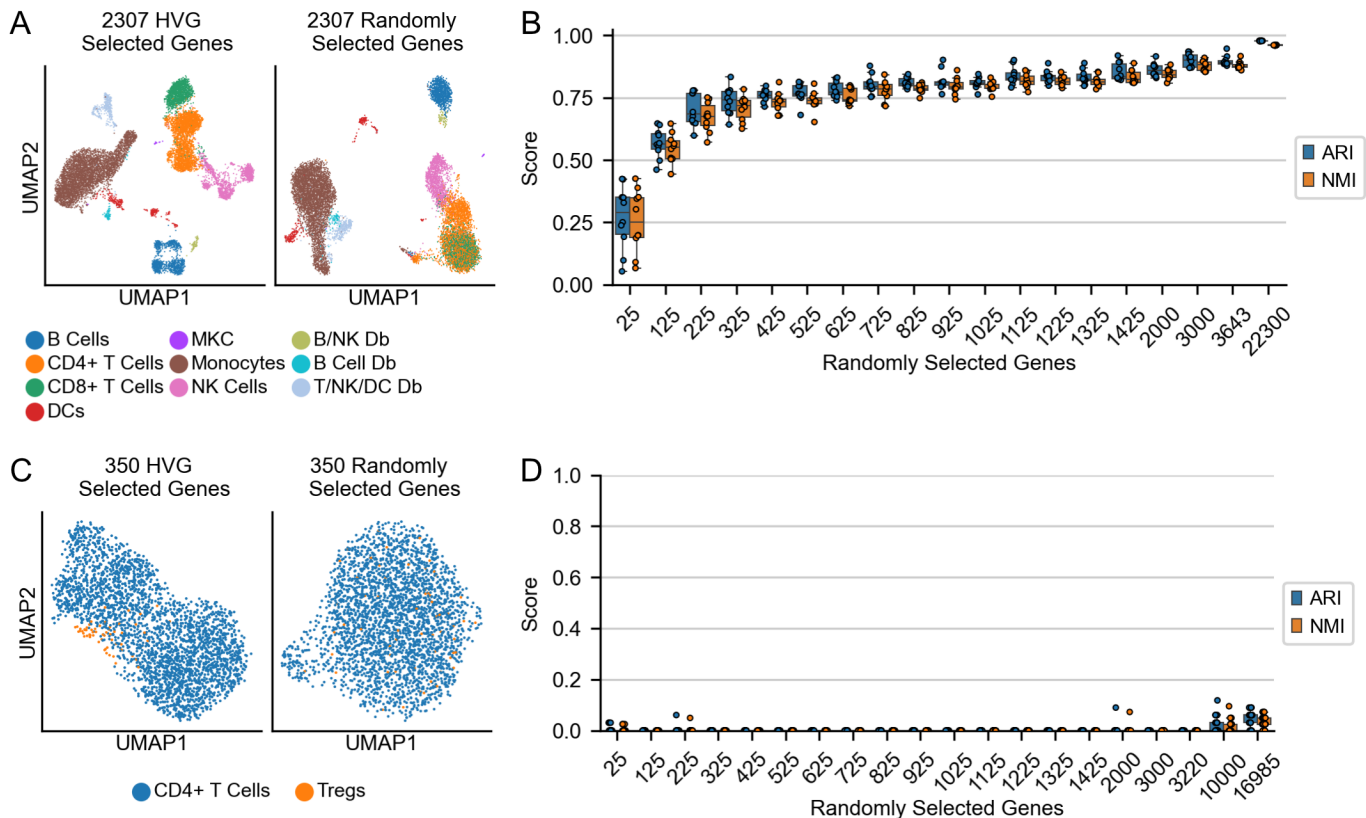 A
2307 HVG
Selected Genes
2307 Randomly
Selected Genes
UMAP2
UMAP1
UMAP1
B Cells
CD4+ T Cells
CD8+ T Cells
DCs
MKC
Monocytes
NK Cells
B/NK Db
B Cell Db
T/NK/DC Db
B
1.00
0.75
0.50
0.25
0.00
Score
25 125 225 325 425 525 625 725 825 925 1025 1125 1225 1325 1425 2000 3000 3643 22300
Randomly Selected Genes
ARI
NMI
C
350 HVG
Selected Genes
350 Randomly
Selected Genes
UMAP2
UMAP1
UMAP1
CD4+ T Cells
Tregs
D
1.0
0.8
0.6
0.4
0.2
0.0
Score
25 125 225 325 425 525 625 725 825 925 1025 1125 1225 1325 1425 2000 3000 3220 10000 16985
Randomly Selected Genes
ARI
NMI